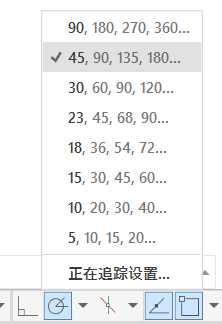 90, 180, 270, 360...
45, 90, 135, 180...
30, 60, 90, 120...
23, 45, 68, 90...
18, 36, 54, 72...
15, 30, 45, 60...
10, 20, 30, 40...
5, 10, 15, 20...
正在追踪设置...